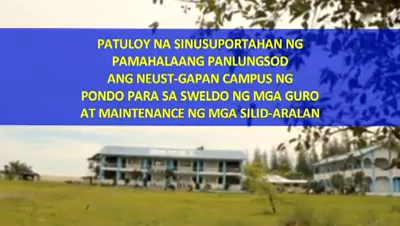 PATULOY NA SINUSUPORTAHAN NG
PAMAHALAANG PANLUNGSOD
ANG NEUST-GAPAN CAMPUS NG
PONDO PARA SA SWELDO NG MGA GURO
AT MAINTENANCE NG MGA SILID-ARALAN